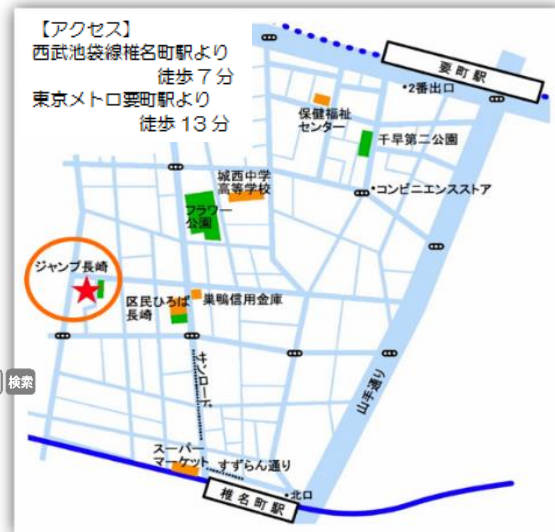 【アクセス】
西武池袋線椎名町駅より
徒歩7分
東京メトロ要町駅より
徒歩13分
要町駅
2番出口
保健福祉
センター
千早第二公園
城西中学
高等学校
コンビニエンスストア
フラワー
公園
ジャンプ長崎
巣鴨信用金庫
区民ひろば
長崎
サンロード
山手通り
検索
スーパー
マーケット
すずらん通り
北口
椎名町駅